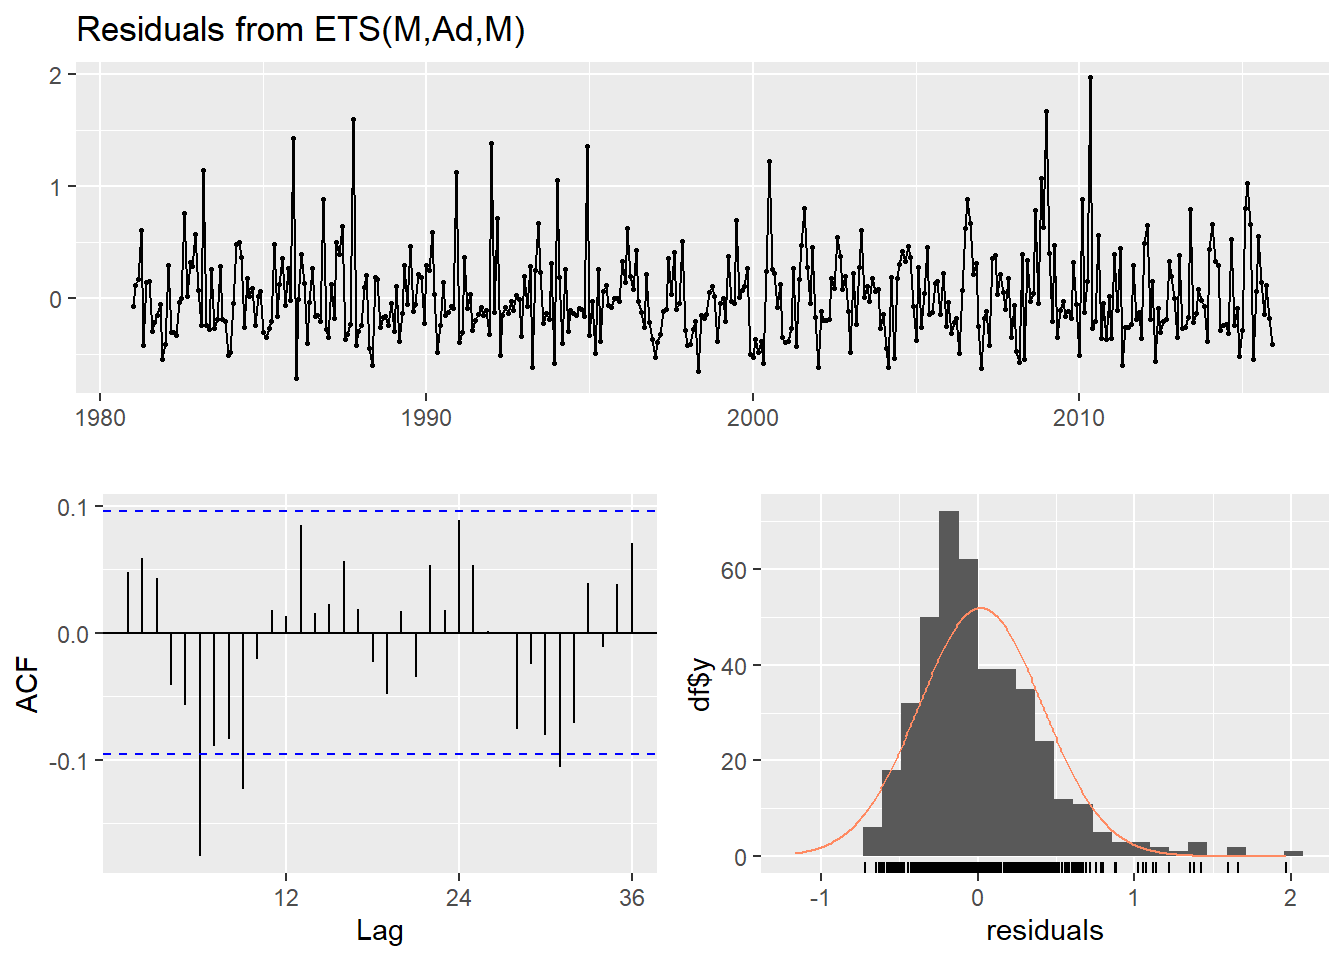 Residuals from ETS(M,Ad,M)
2
1
0
1980 1990 2000 2010
0.1
0.0
-0.1
ACF
12 24 36
Lag
60
40
20
0
df$y
-1 0 1 2
residuals